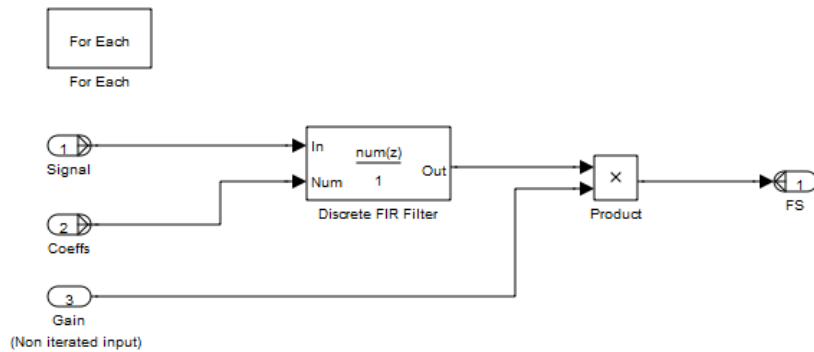 For Each
For Each
1
Signal
In
num(z)
1
Num
Out
Discrete FIR Filter
×
Product
1
FS
2
Coeffs
3
Gain
(Non iterated input)